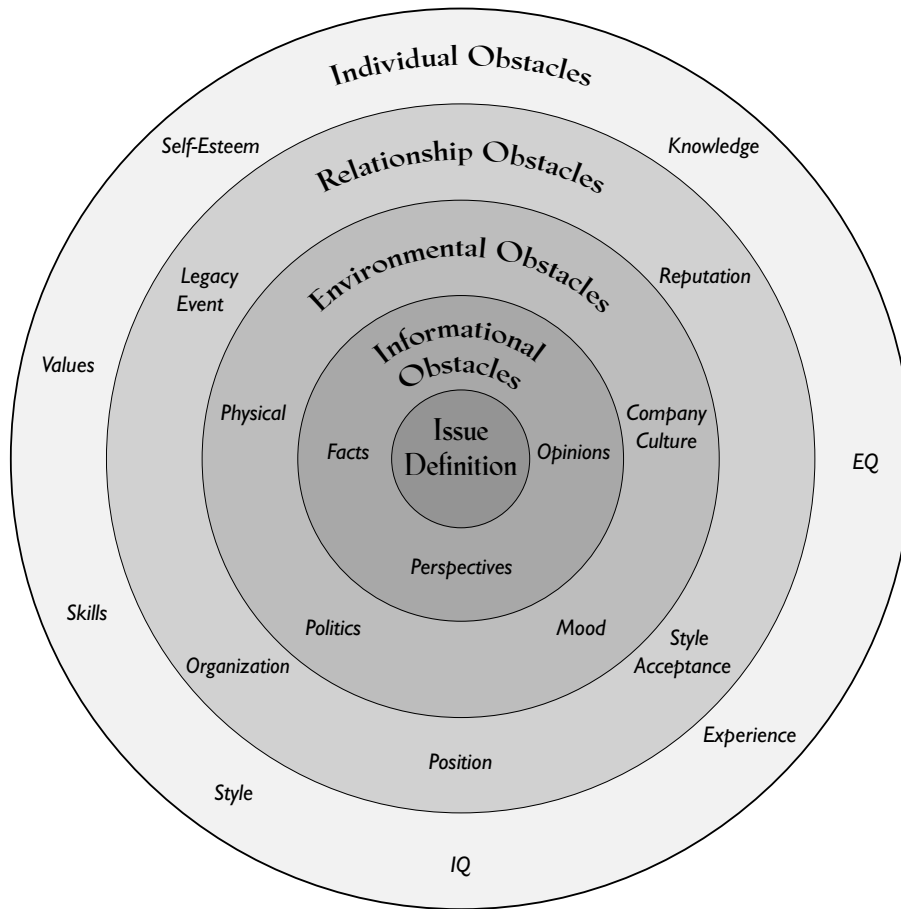 Individual Obstacles
Self-Esteem
Knowledge
Relationship Obstacles
Legacy
Event
Reputation
Environmental Obstacles
Values
Informational
Obstacles
Physical
Company
Culture
Facts
Issue
Definition
Opinions
EQ
Perspectives
Skills
Politics
Mood
Organization
Style
Acceptance
Experience
Position
Style
IQ